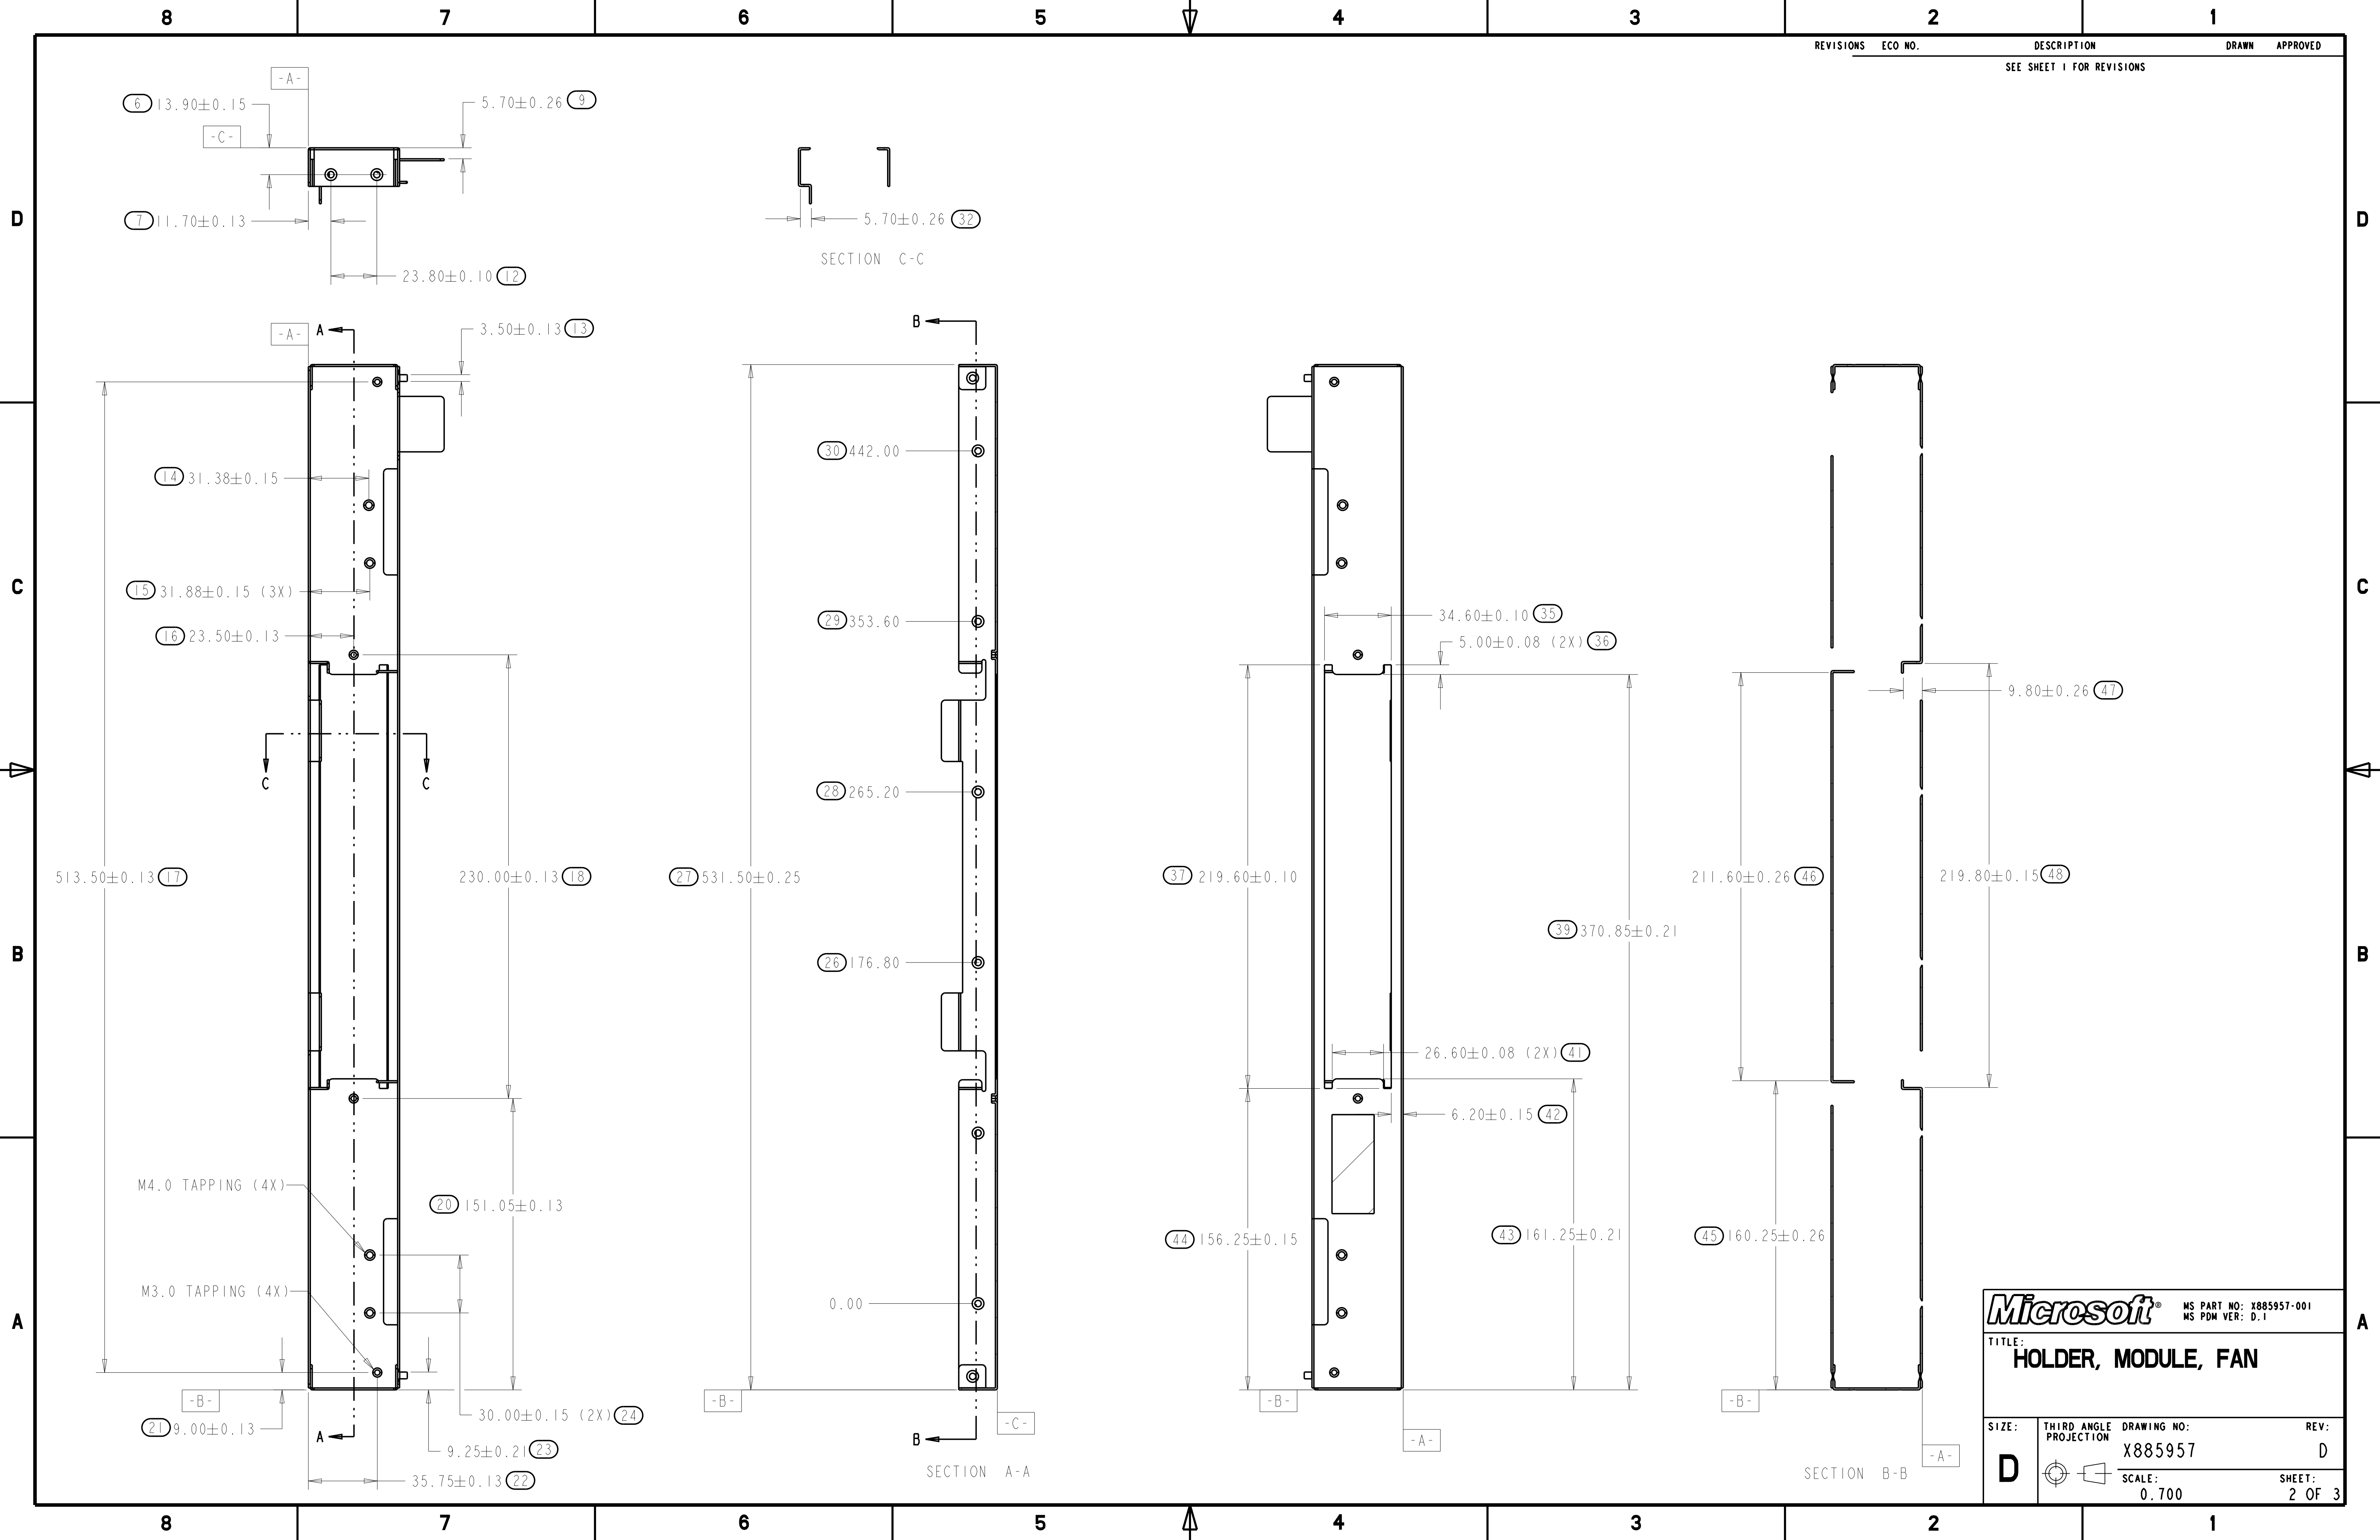 8 7 6 5 4 3 2 1
REVISIONS ECO NO. DESCRIPTION DRAWN APPROVED
SEE SHEET 1 FOR REVISIONS
D
D
C
C
B
B
A
A
-A-
6 13.90±0.15
5.70±0.26 9
-C-
7 11.70±0.13
23.80±0.10 12
5.70±0.26 32
SECTION C-C
-A-
A
3.50±0.13 13
14 31.38±0.15
15 31.88±0.15 (3X)
16 23.50±0.13
C
C
513.50±0.13 17
230.00±0.13 18
M4.0 TAPPING (4X)
20 151.05±0.13
M3.0 TAPPING (4X)
-B-
21 9.00±0.13
A
30.00±0.15 (2X) 24
9.25±0.21 23
35.75±0.13 22
B
30 442.00
29 353.60
28 265.20
27 531.50±0.25
26 176.80
0.00
-B-
-C-
B
SECTION A-A
34.60±0.10 35
5.00±0.08 (2X) 36
37 219.60±0.10
39 370.85±0.21
26.60±0.08 (2X) 41
6.20±0.15 42
44 156.25±0.15
43 161.25±0.21
-B-
-A-
9.80±0.26 47
211.60±0.26 46
219.80±0.15 48
45 160.25±0.26
-B-
-A-
SECTION B-B
Microsoft®
MS PART NO: X885957-001
MS PDM VER: D.1
TITLE:
HOLDER, MODULE, FAN
SIZE:
D
THIRD ANGLE
PROJECTION
DRAWING NO:
X885957
REV:
D
SCALE:
0.700
SHEET:
2 OF 3
8 7 6 5 4 3 2 1